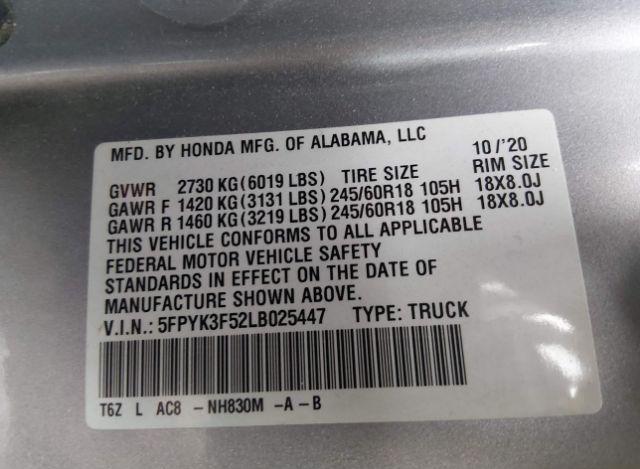 MFD. BY HONDA MFG. OF ALABAMA, LLC 10/'20
GVWR 2730 KG(6019 LBS) TIRE SIZE RIM SIZE
GAWR F 1420 KG(3131 LBS) 245/60R18 105H 18X8.0J
GAWR R 1460 KG(3219 LBS) 245/60R18 105H 18X8.0J
THIS VEHICLE CONFORMS TO ALL APPLICABLE
FEDERAL MOTOR VEHICLE SAFETY
STANDARDS IN EFFECT ON THE DATE OF
MANUFACTURE SHOWN ABOVE.
V.I.N.: 5FPYK3F52LB025447 TYPE: TRUCK
T6Z L AC8 - NH830M -A - B